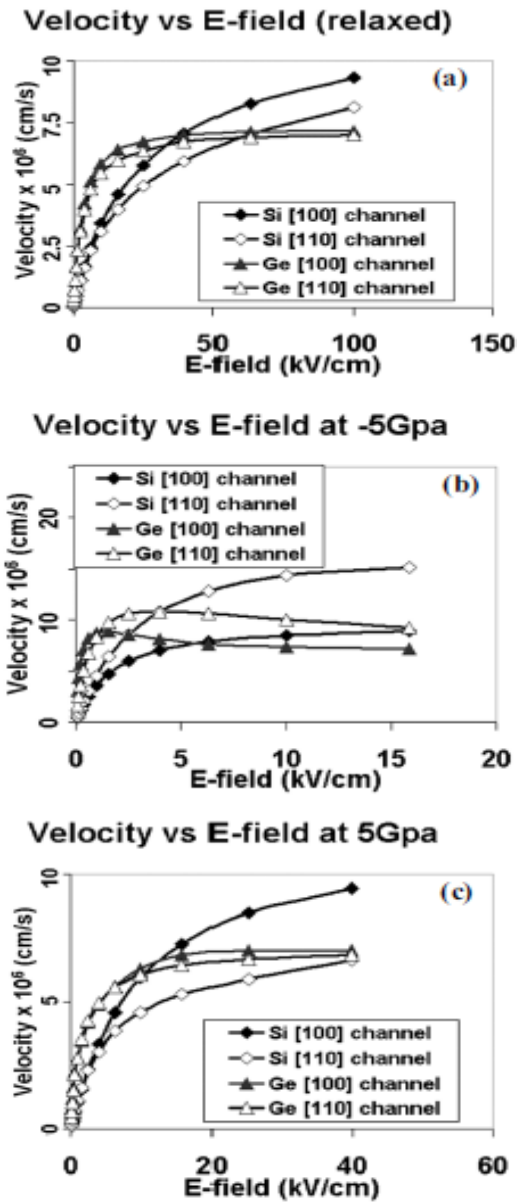 Velocity vs E-field (relaxed)
(a)
Velocity x 10⁶ (cm/s)
10
7.5
5
2.5
0
Si [100] channel
Si [110] channel
Ge [100] channel
Ge [110] channel
0 50 100 150
E-field (kV/cm)
Velocity vs E-field at -5Gpa
(b)
Velocity x 10⁶ (cm/s)
20
10
0
Si [100] channel
Si [110] channel
Ge [100] channel
Ge [110] channel
0 5 10 15 20
E-field (kV/cm)
Velocity vs E-field at 5Gpa
(c)
Velocity x 10⁶ (cm/s)
10
5
0
Si [100] channel
Si [110] channel
Ge [100] channel
Ge [110] channel
0 20 40 60
E-field (kV/cm)